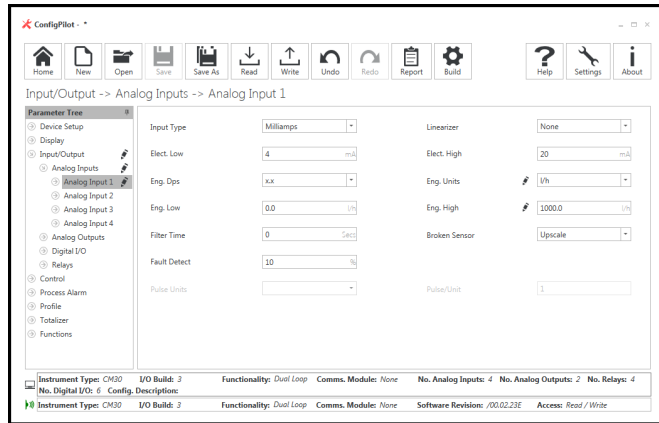 ConfigPilot - *
Home New Open Save Save As Read Write Undo Redo Report Build Help Settings About
Input/Output -> Analog Inputs -> Analog Input 1
Parameter Tree
Device Setup
Display
Input/Output
Analog Inputs
Analog Input 1
Analog Input 2
Analog Input 3
Analog Input 4
Analog Outputs
Digital I/O
Relays
Control
Process Alarm
Profile
Totalizer
Functions
Input Type Milliamps Linearizer None
Elect. Low 4 mA Elect. High 20 mA
Eng. Dps x.x Eng. Units l/h
Eng. Low 0.0 l/h Eng. High 1000.0 l/h
Filter Time 0 Secs Broken Sensor Upscale
Fault Detect 10 %
Pulse Units Pulse/Unit 1
Instrument Type: CM30 I/O Build: 3 Functionality: Dual Loop Comms. Module: None No. Analog Inputs: 4 No. Analog Outputs: 2 No. Relays: 4
No. Digital I/O: 6 Config. Description:
Instrument Type: CM30 I/O Build: 3 Functionality: Dual Loop Comms. Module: None Software Revision: /00.02.23E Access: Read / Write